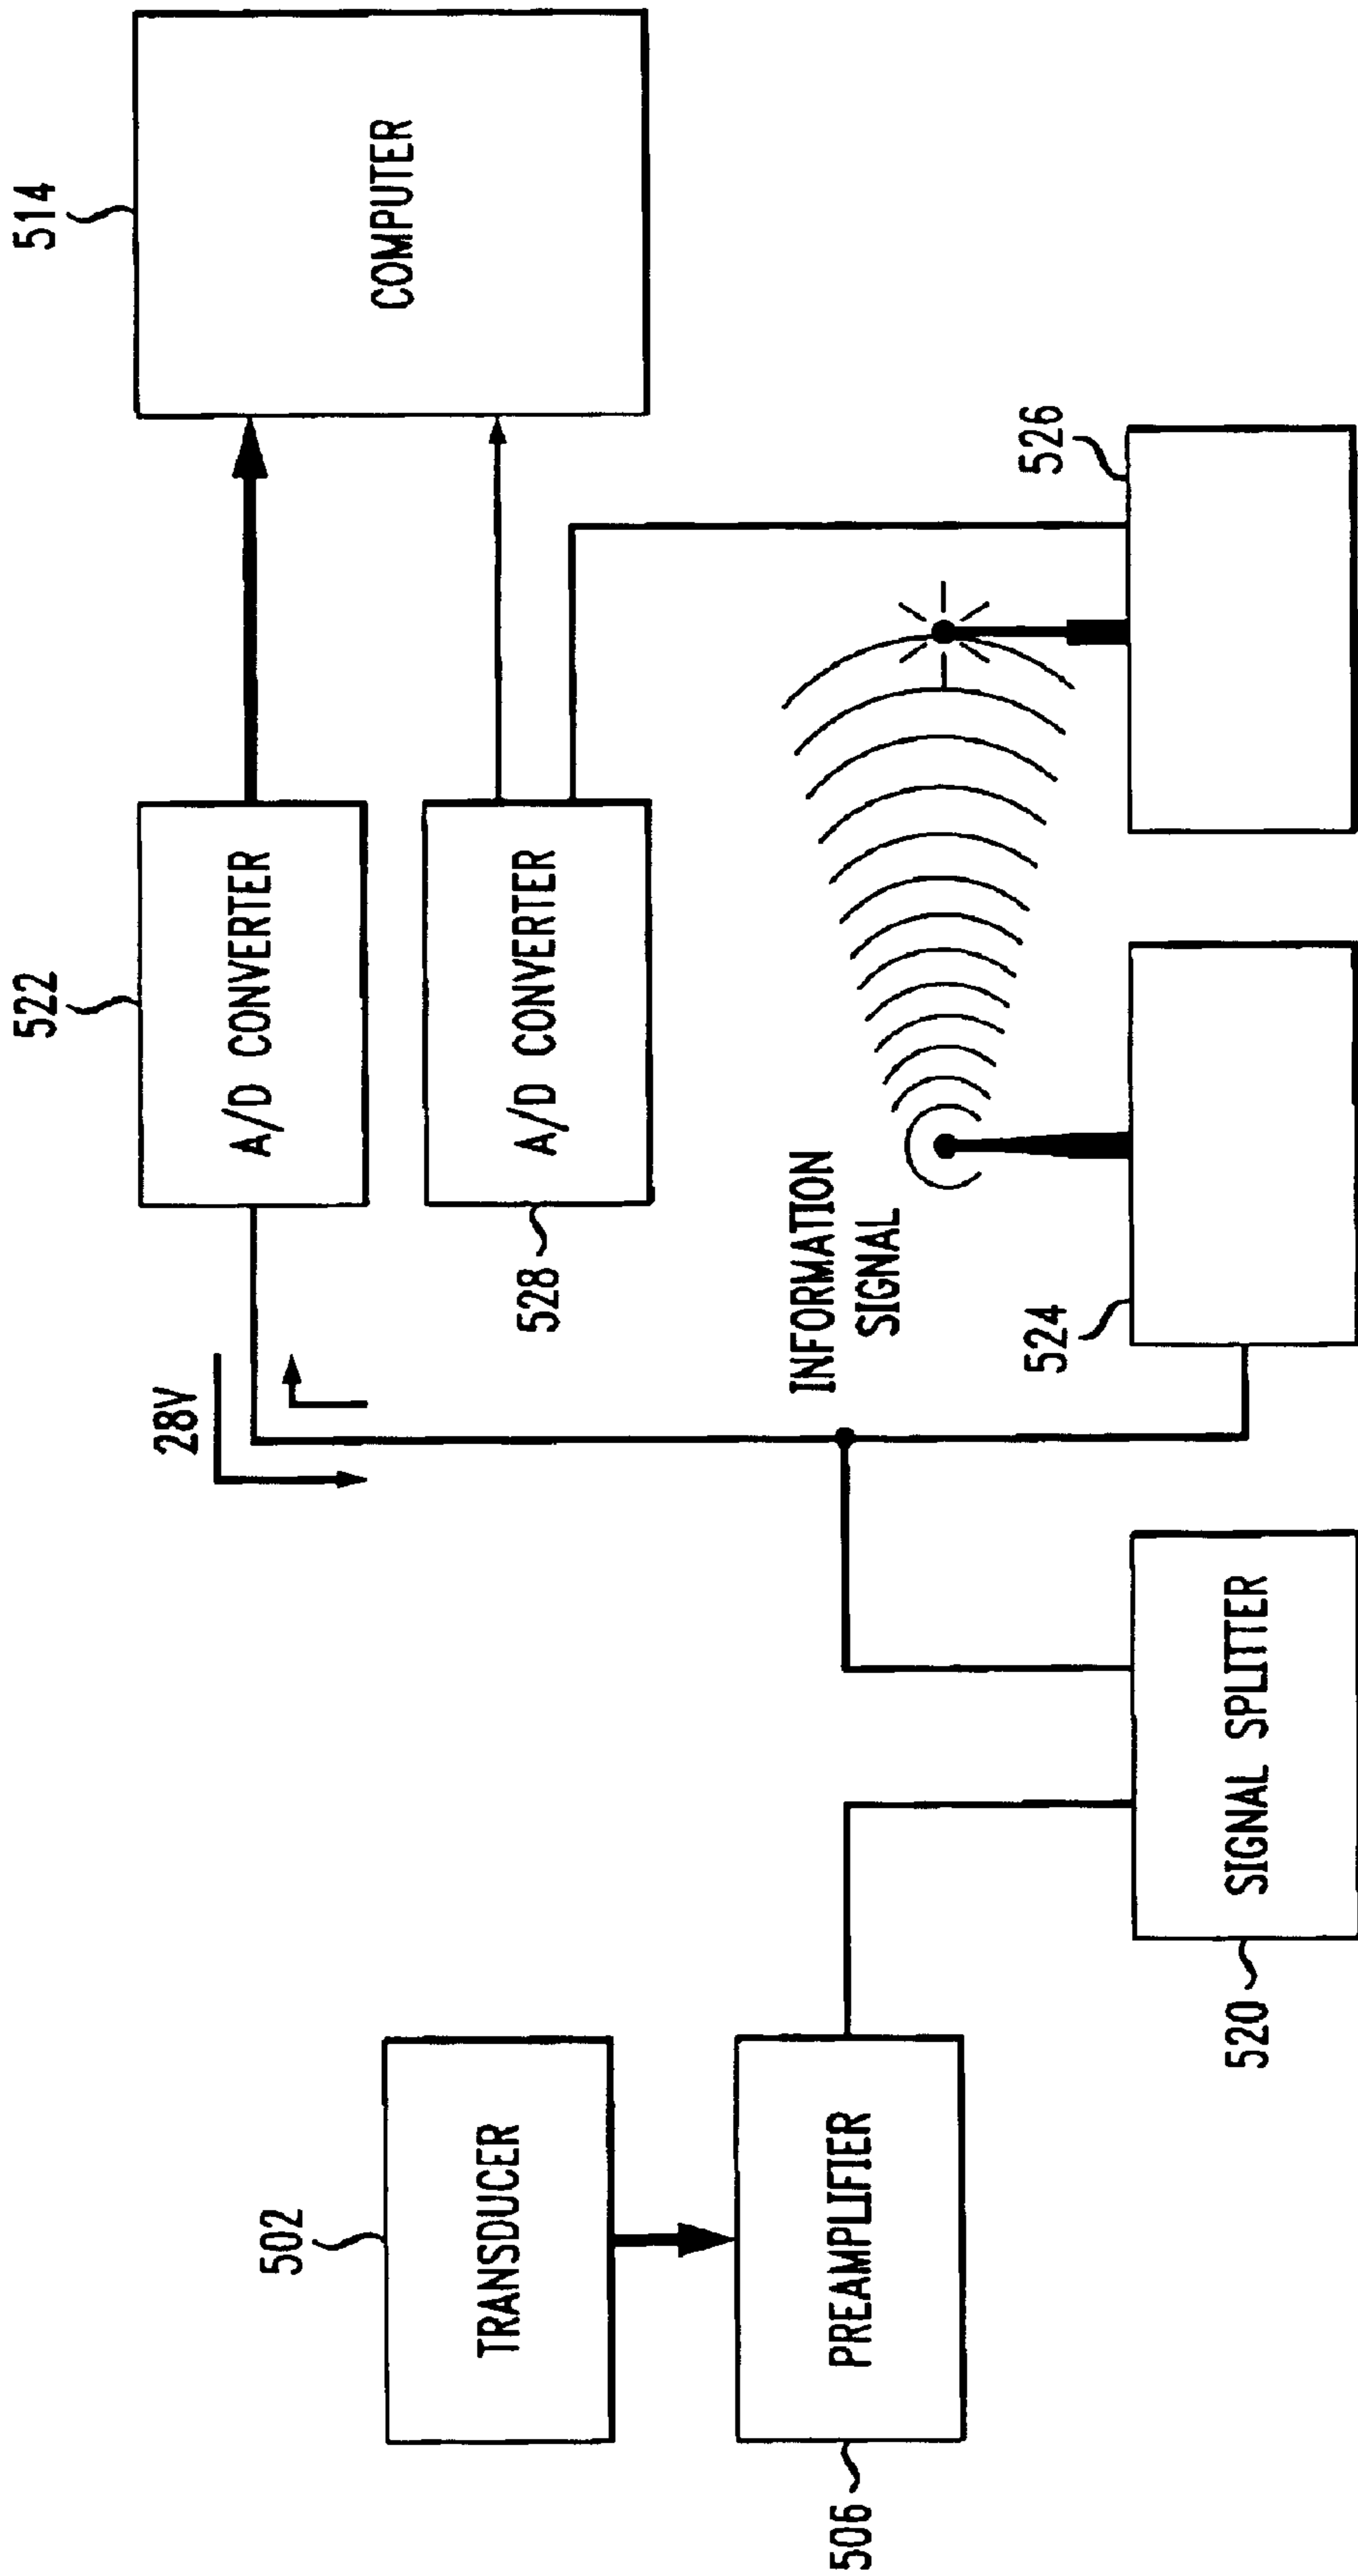 514
COMPUTER
522
A/D CONVERTER
A/D CONVERTER
528
28V
526
INFORMATION
SIGNAL
524
502
TRANSDUCER
PREAMPLIFIER
506
SIGNAL SPLITTER
520